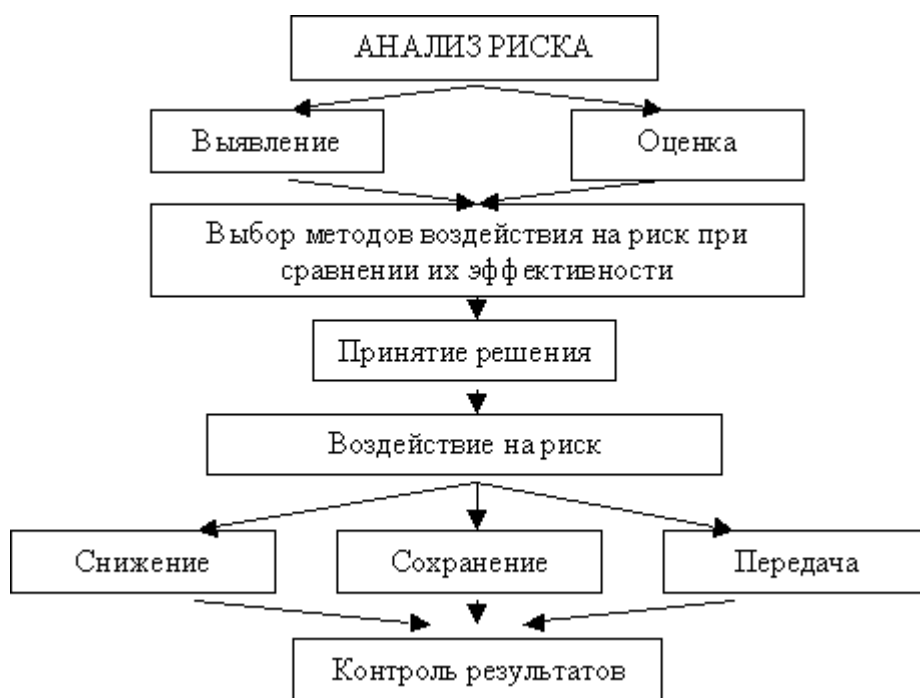 АНАЛИЗ РИСКА
Выявление
Оценка
Выбор методов воздействия на риск при
сравнении их эффективности
Принятие решения
Воздействие на риск
Снижение
Сохранение
Передача
Контроль результатов